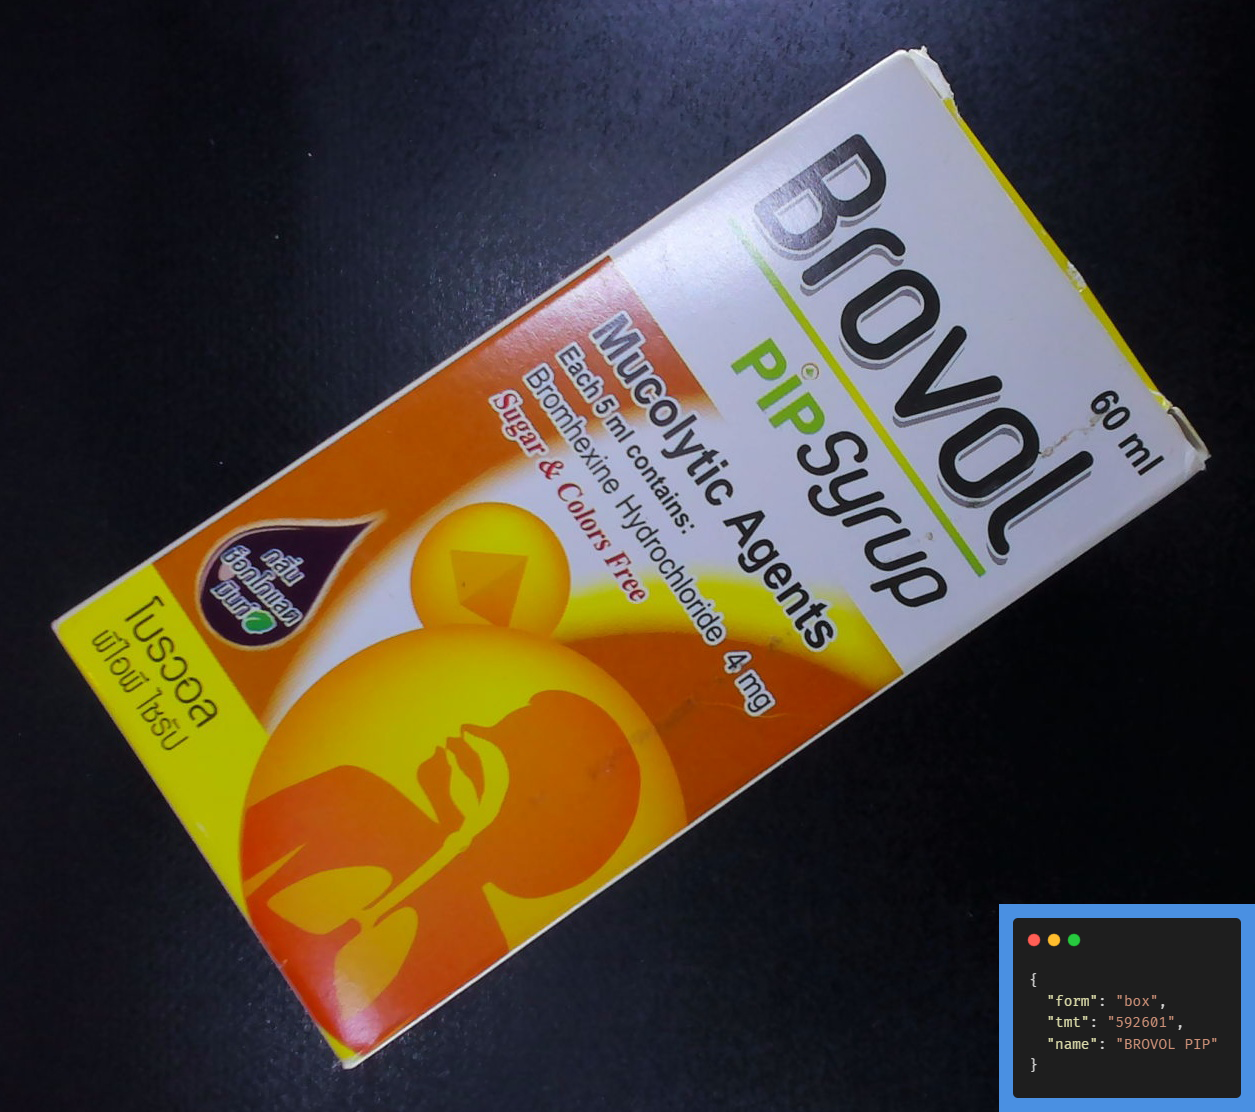 Brovol
PiP Syrup
60 ml
Mucolytic Agents
Each 5 ml contains:
Bromhexine Hydrochloride 4 mg
Sugar & Colors Free
กลิ่น
ช็อกโกแลต
มินท์
โบรวอล
พีไอพี ไซรัป
{
"form": "box",
"tmt": "592601",
"name": "BROVOL PIP"
}